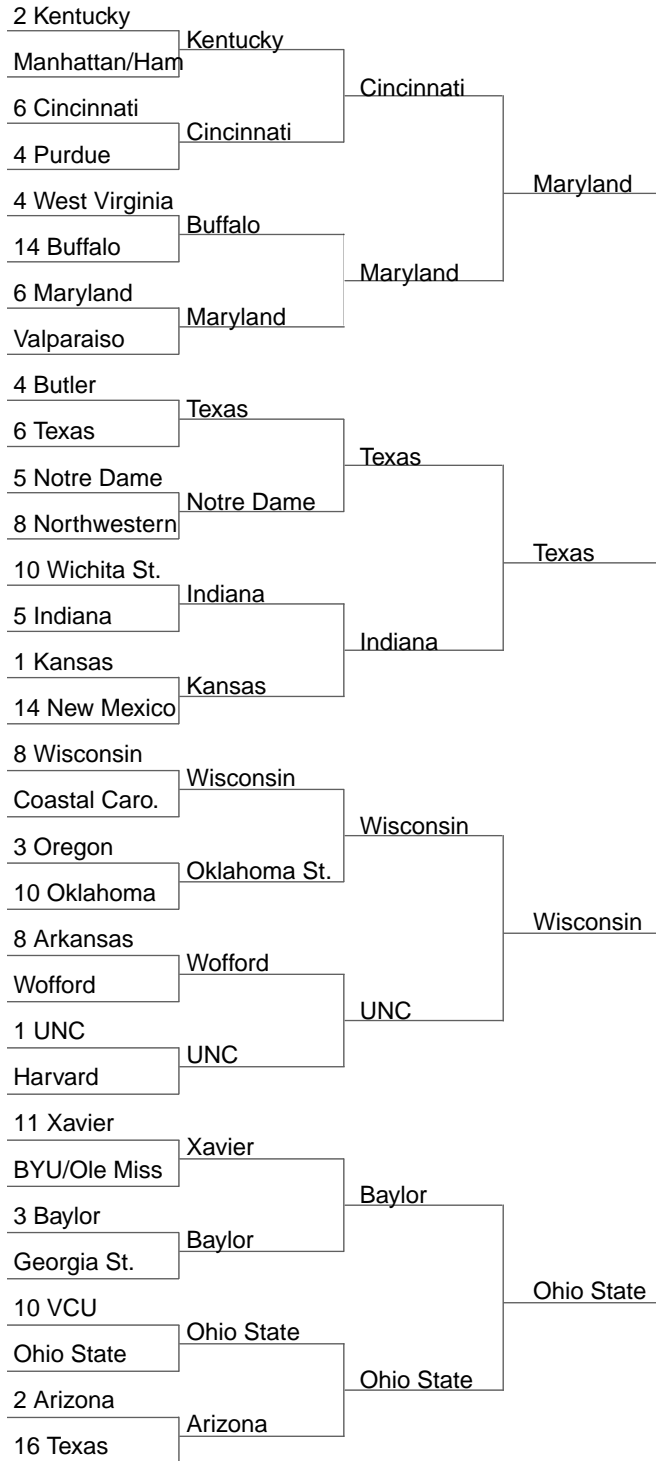 2 Kentucky
Manhattan/Ham
6 Cincinnati
4 Purdue
4 West Virginia
14 Buffalo
6 Maryland
Valparaiso
4 Butler
6 Texas
5 Notre Dame
8 Northwestern
10 Wichita St.
5 Indiana
1 Kansas
14 New Mexico
8 Wisconsin
Coastal Caro.
3 Oregon
10 Oklahoma
8 Arkansas
Wofford
1 UNC
Harvard
11 Xavier
BYU/Ole Miss
3 Baylor
Georgia St.
10 VCU
Ohio State
2 Arizona
16 Texas
Kentucky
Cincinnati
Buffalo
Maryland
Texas
Notre Dame
Indiana
Kansas
Wisconsin
Oklahoma St.
Wofford
UNC
Xavier
Baylor
Ohio State
Arizona
Cincinnati
Maryland
Texas
Indiana
Wisconsin
UNC
Baylor
Ohio State
Maryland
Texas
Wisconsin
Ohio State